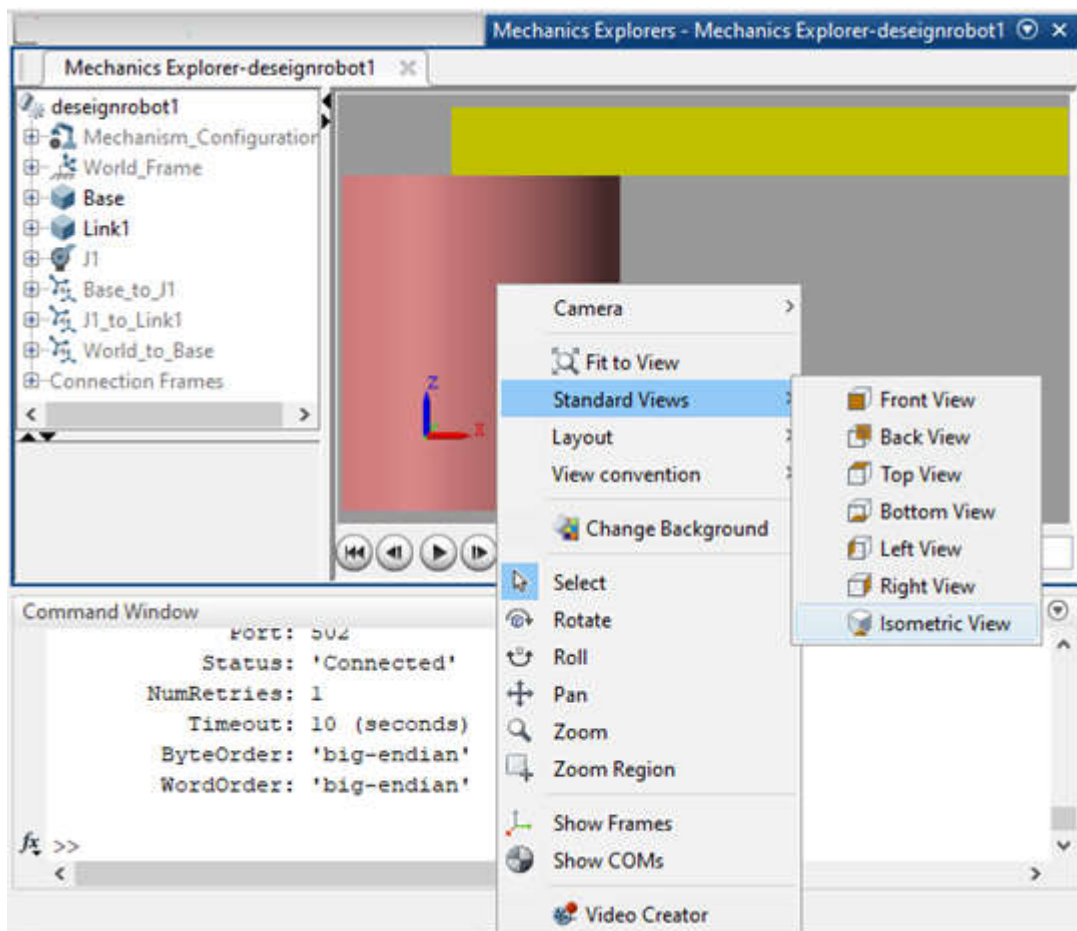 Mechanics Explorers - Mechanics Explorer-deseignrobot1
Mechanics Explorer-deseignrobot1
deseignrobot1
Mechanism_Configuration
World_Frame
Base
Link1
J1
Base_to_J1
J1_to_Link1
World_to_Base
Connection Frames
Z
X
Camera
Fit to View
Standard Views
Layout
View convention
Change Background
Select
Rotate
Roll
Pan
Zoom
Zoom Region
Show Frames
Show COMs
Video Creator
Front View
Back View
Top View
Bottom View
Left View
Right View
Isometric View
Command Window
Port: 502
Status: 'Connected'
NumRetries: 1
Timeout: 10 (seconds)
ByteOrder: 'big-endian'
WordOrder: 'big-endian'
fx >>